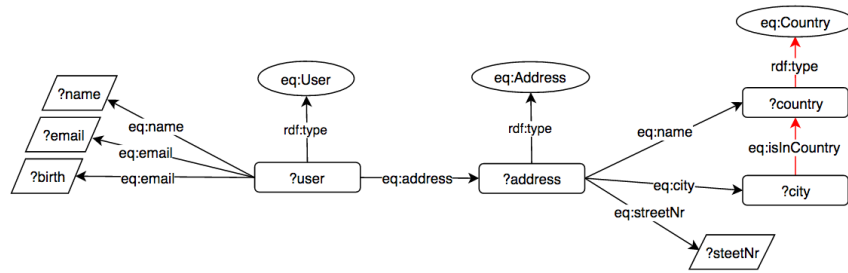 eq:Country
eq:User
eq:Address
rdf:type
?name
?country
eq:name
rdf:type
rdf:type
eq:name
?email
eq:email
eq:isInCountry
?birth
eq:email
?user
eq:address
?address
eq:city
?city
eq:streetNr
?steetNr